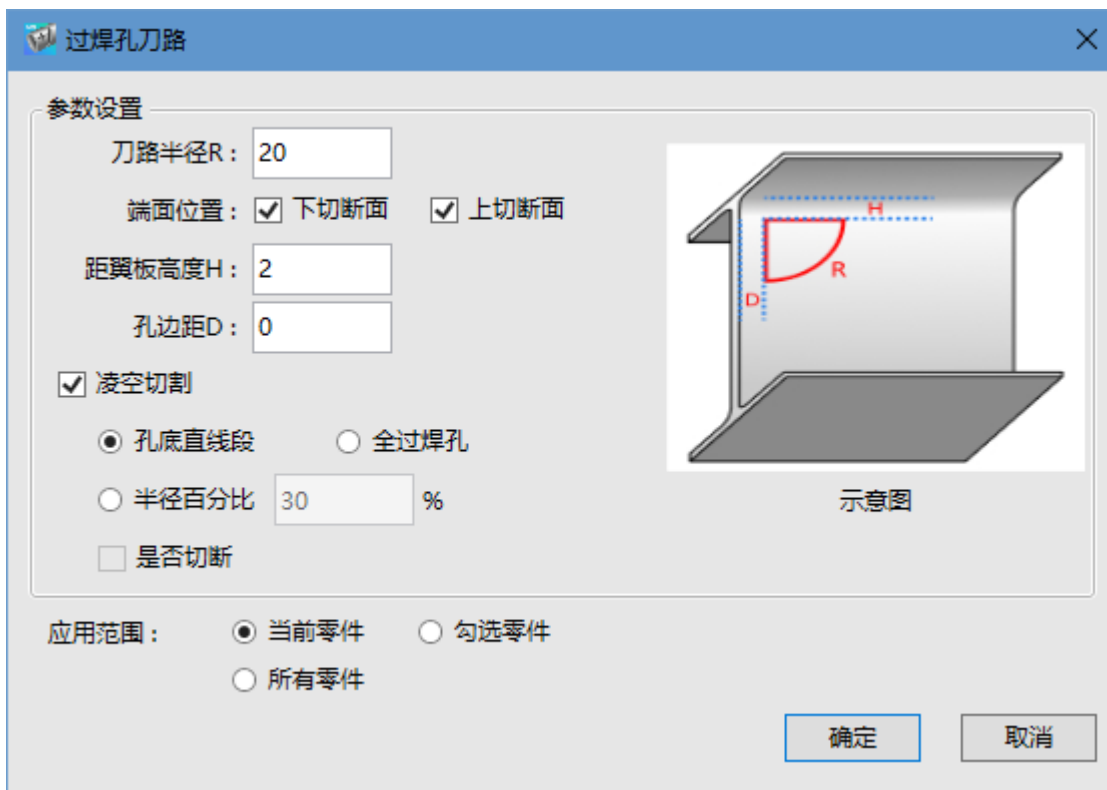 过焊孔刀路
参数设置
刀路半径R： 20
端面位置： 下切断面 上切断面
距翼板高度H： 2
孔边距D： 0
凌空切割
孔底直线段 全过焊孔
半径百分比 30 %
是否切断
H
R
D
示意图
应用范围： 当前零件 勾选零件
所有零件
确定 取消